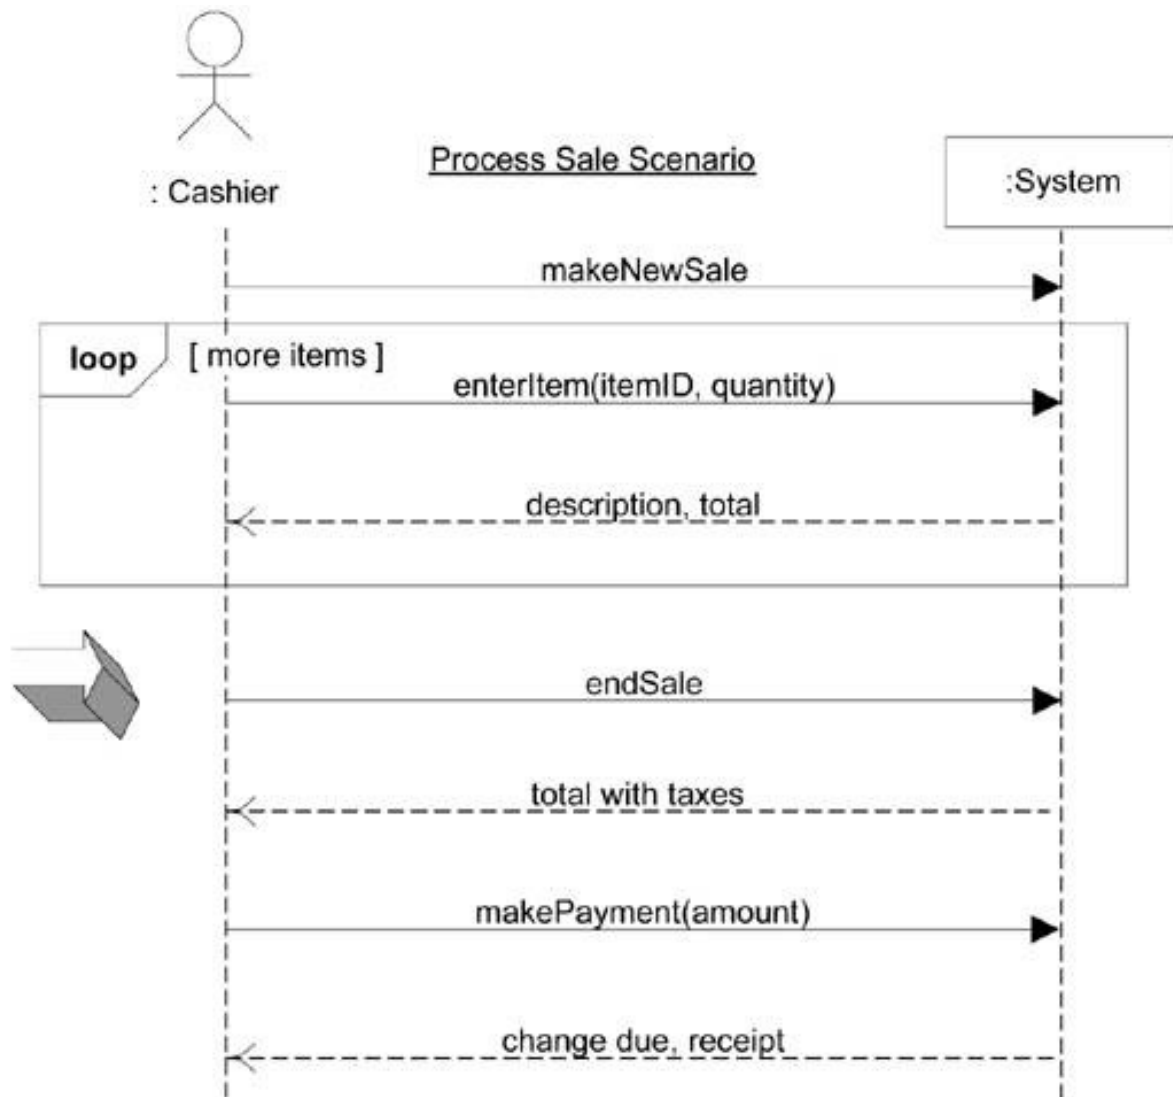 Process Sale Scenario
: Cashier
:System
makeNewSale
loop
[ more items ]
enterItem(itemID, quantity)
description, total
endSale
total with taxes
makePayment(amount)
change due, receipt